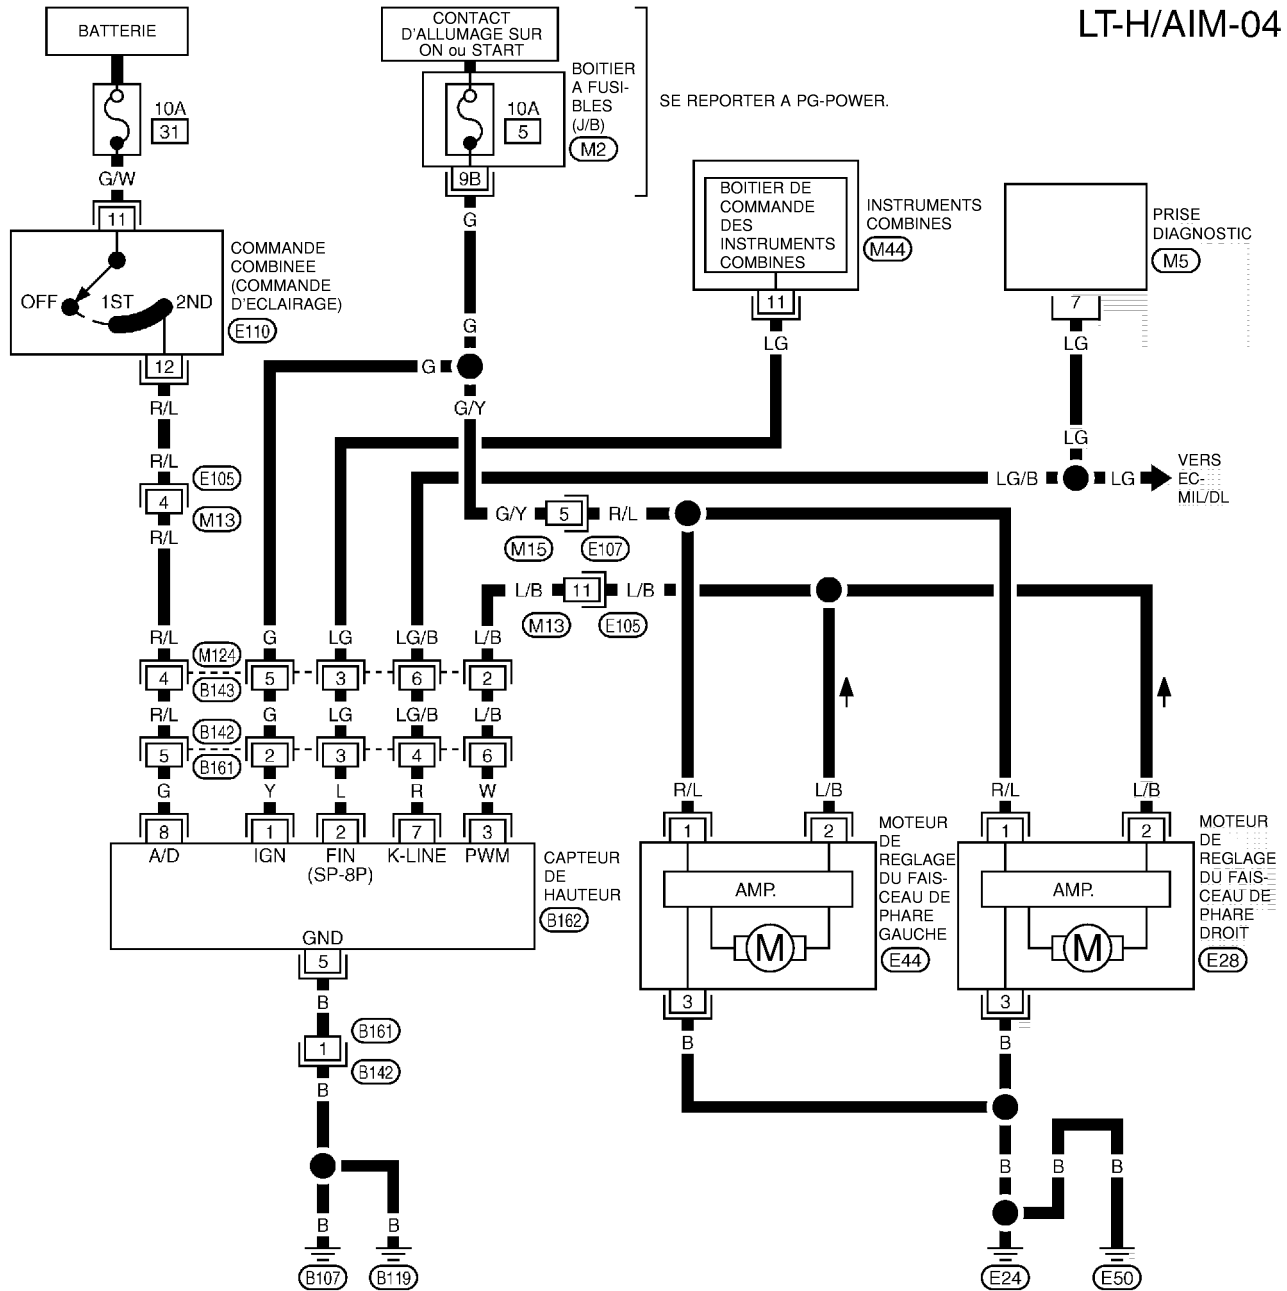 LT-H/AIM-04
BATTERIE
CONTACT
D'ALLUMAGE SUR
ON ou START
10A
31
10A
5
BOITIER
A FUSI-
BLES
(J/B)
M2
SE REPORTER A PG-POWER.
G/W
9B
11
G
BOITIER DE
COMMANDE
DES
INSTRUMENTS
COMBINES
INSTRUMENTS
COMBINES
M44
11
LG
PRISE
DIAGNOSTIC
M5
7
LG
COMMANDE
COMBINEE
(COMMANDE
D'ECLAIRAGE)
E110
OFF
1ST
2ND
12
G
G
G/Y
R/L
R/L
E105
4
M13
R/L
LG
LG/B
LG
VERS
EC-
MIL/DL
G/Y
5
R/L
M15
E107
L/B
11
L/B
M13
E105
R/L
G
LG
LG/B
L/B
M124
4
5
3
6
2
B143
R/L
G
LG
LG/B
L/B
B142
5
2
3
4
6
B161
G
Y
L
R
W
8
1
2
7
3
A/D
IGN
FIN
(SP-8P)
K-LINE
PWM
CAPTEUR
DE
HAUTEUR
B162
GND
5
B
B161
1
B142
B
B
B
B107
B119
R/L
L/B
R/L
L/B
1
2
1
2
MOTEUR
DE
REGLAGE
DU FAIS-
CEAU DE
PHARE
GAUCHE
E44
AMP.
M
3
B
MOTEUR
DE
REGLAGE
DU FAIS-
CEAU DE
PHARE
DROIT
E28
AMP.
M
3
B
B
B
B
E24
E50